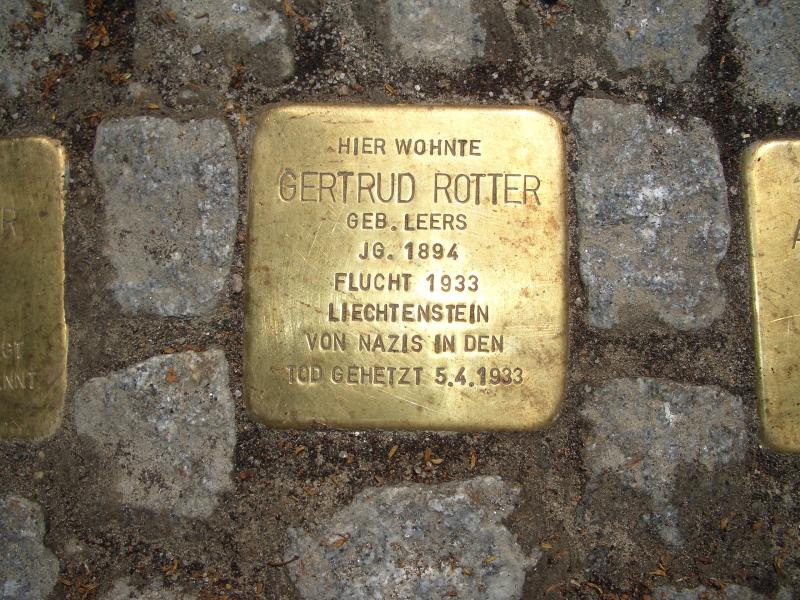 HIER WOHNTE
GERTRUD ROTTER
GEB. LEERS
JG. 1894
FLUCHT 1933
LIECHTENSTEIN
VON NAZIS IN DEN
TOD GEHETZT 5.4.1933